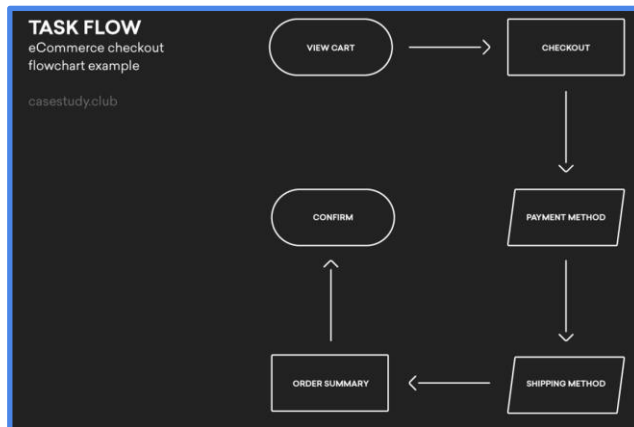 TASK FLOW
eCommerce checkout
flowchart example
casestudy.club
VIEW CART
CHECKOUT
PAYMENT METHOD
SHIPPING METHOD
ORDER SUMMARY
CONFIRM